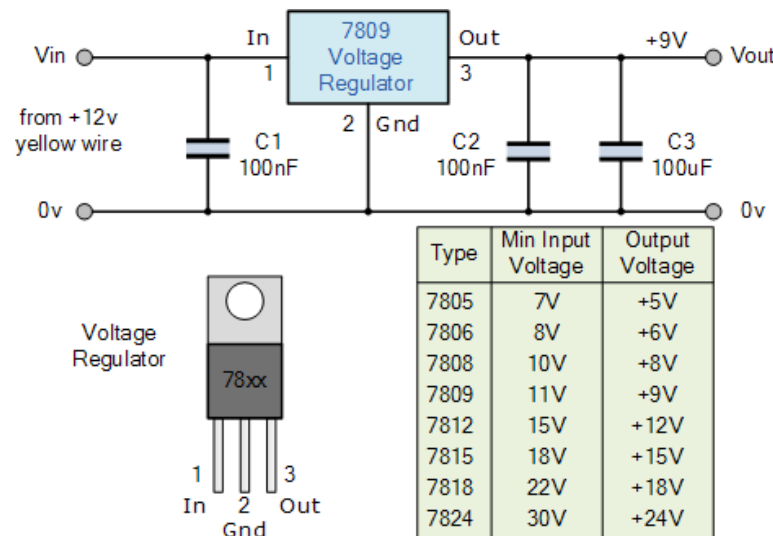 In
7809
Voltage
Regulator
Out
+9V
Vin
1
3
Vout
from +12v
yellow wire
2
Gnd
C1
100nF
C2
100nF
C3
100uF
0v
0v
Type
Min Input
Voltage
Output
Voltage
7805 7V +5V
7806 8V +6V
7808 10V +8V
7809 11V +9V
7812 15V +12V
7815 18V +15V
7818 22V +18V
7824 30V +24V
Voltage
Regulator
78xx
1
3
In
2
Out
Gnd